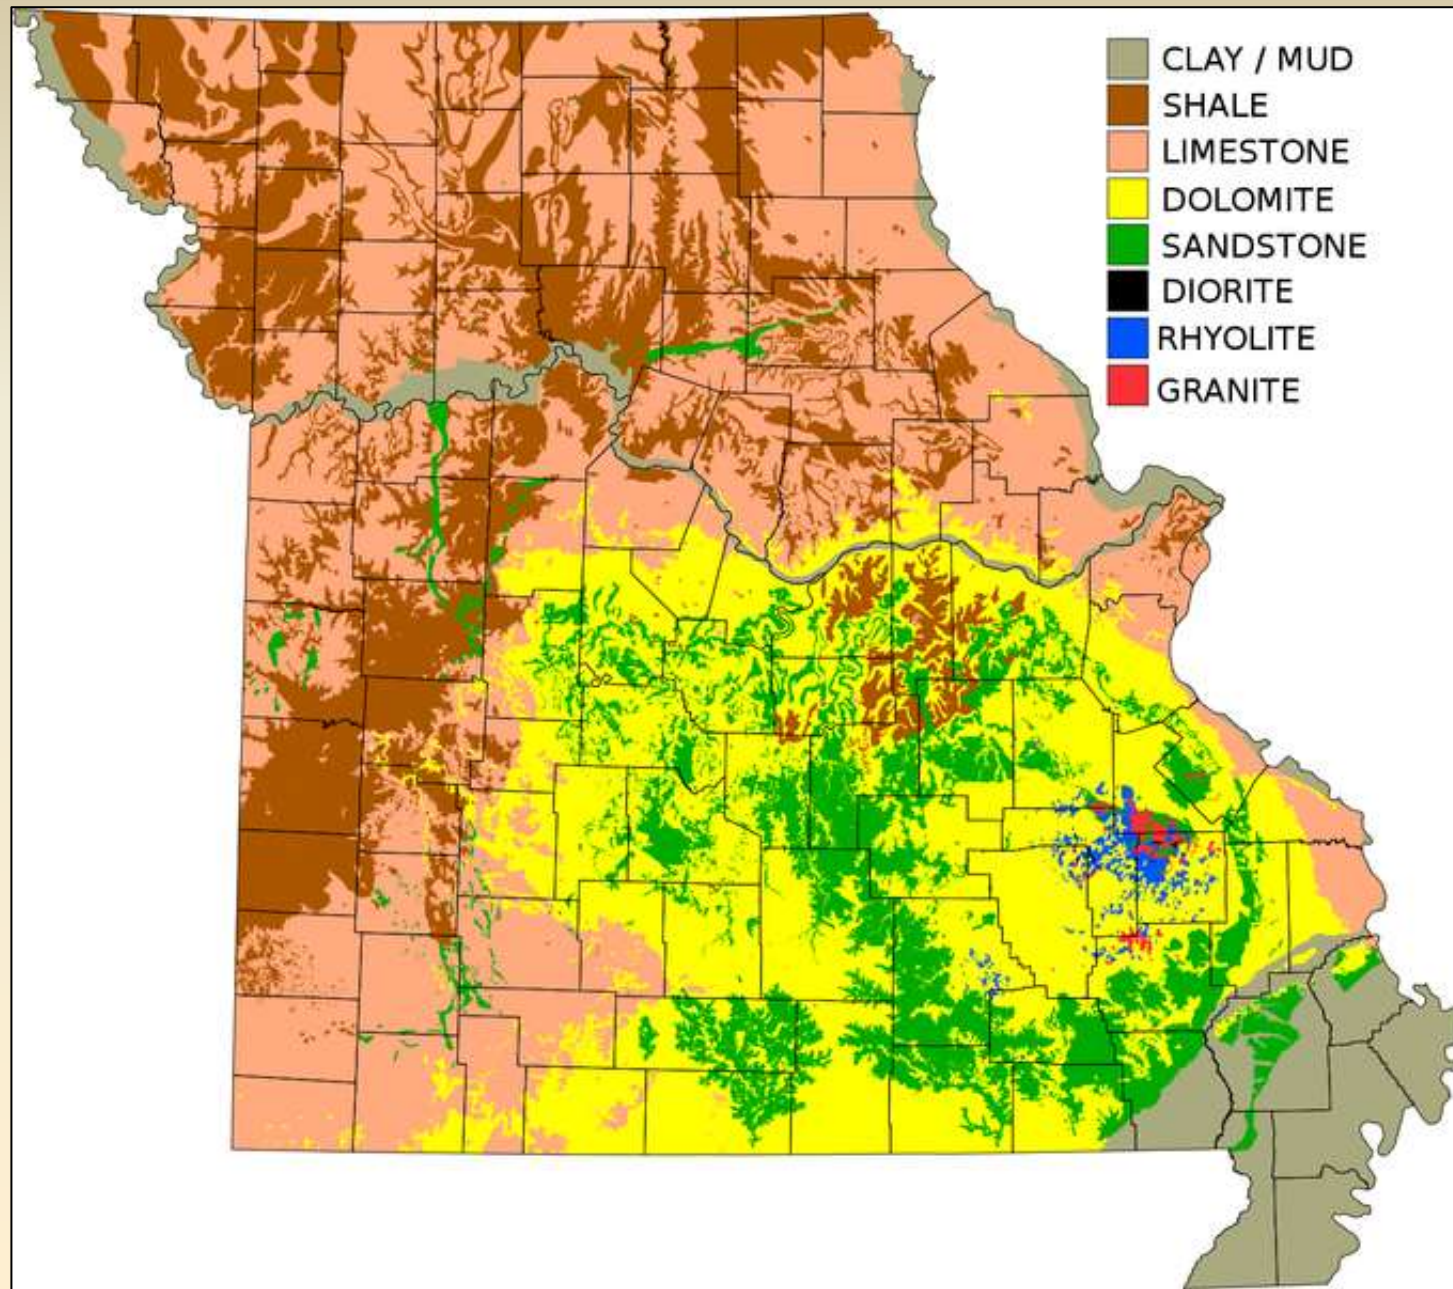 CLAY / MUD
SHALE
LIMESTONE
DOLOMITE
SANDSTONE
DIORITE
RHYOLITE
GRANITE